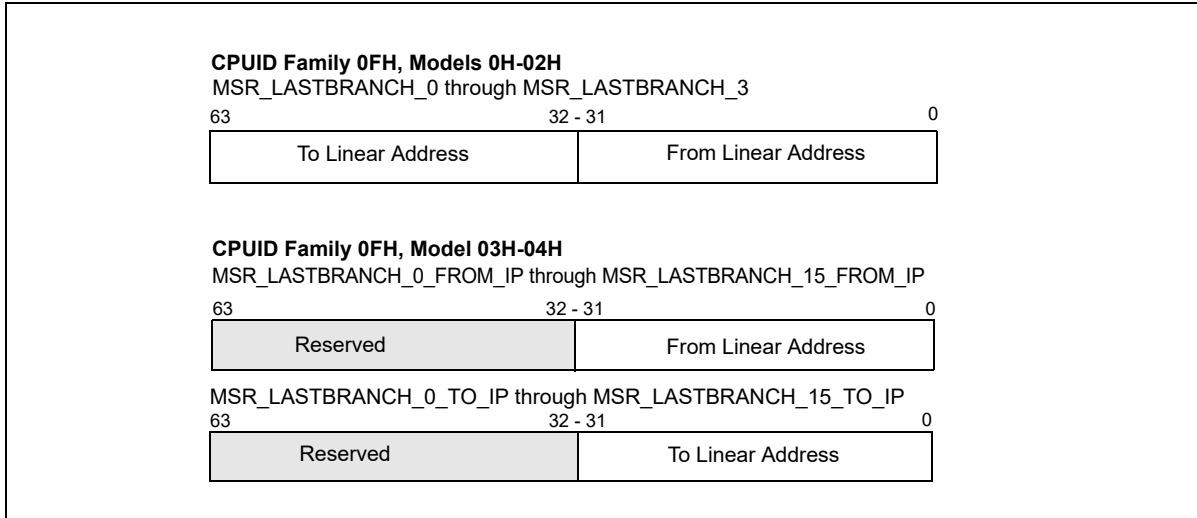 CPUID Family 0FH, Models 0H-02H
MSR_LASTBRANCH_0 through MSR_LASTBRANCH_3
63 32 - 31 0
To Linear Address From Linear Address
CPUID Family 0FH, Model 03H-04H
MSR_LASTBRANCH_0_FROM_IP through MSR_LASTBRANCH_15_FROM_IP
63 32 - 31 0
Reserved From Linear Address
MSR_LASTBRANCH_0_TO_IP through MSR_LASTBRANCH_15_TO_IP
63 32 - 31 0
Reserved To Linear Address